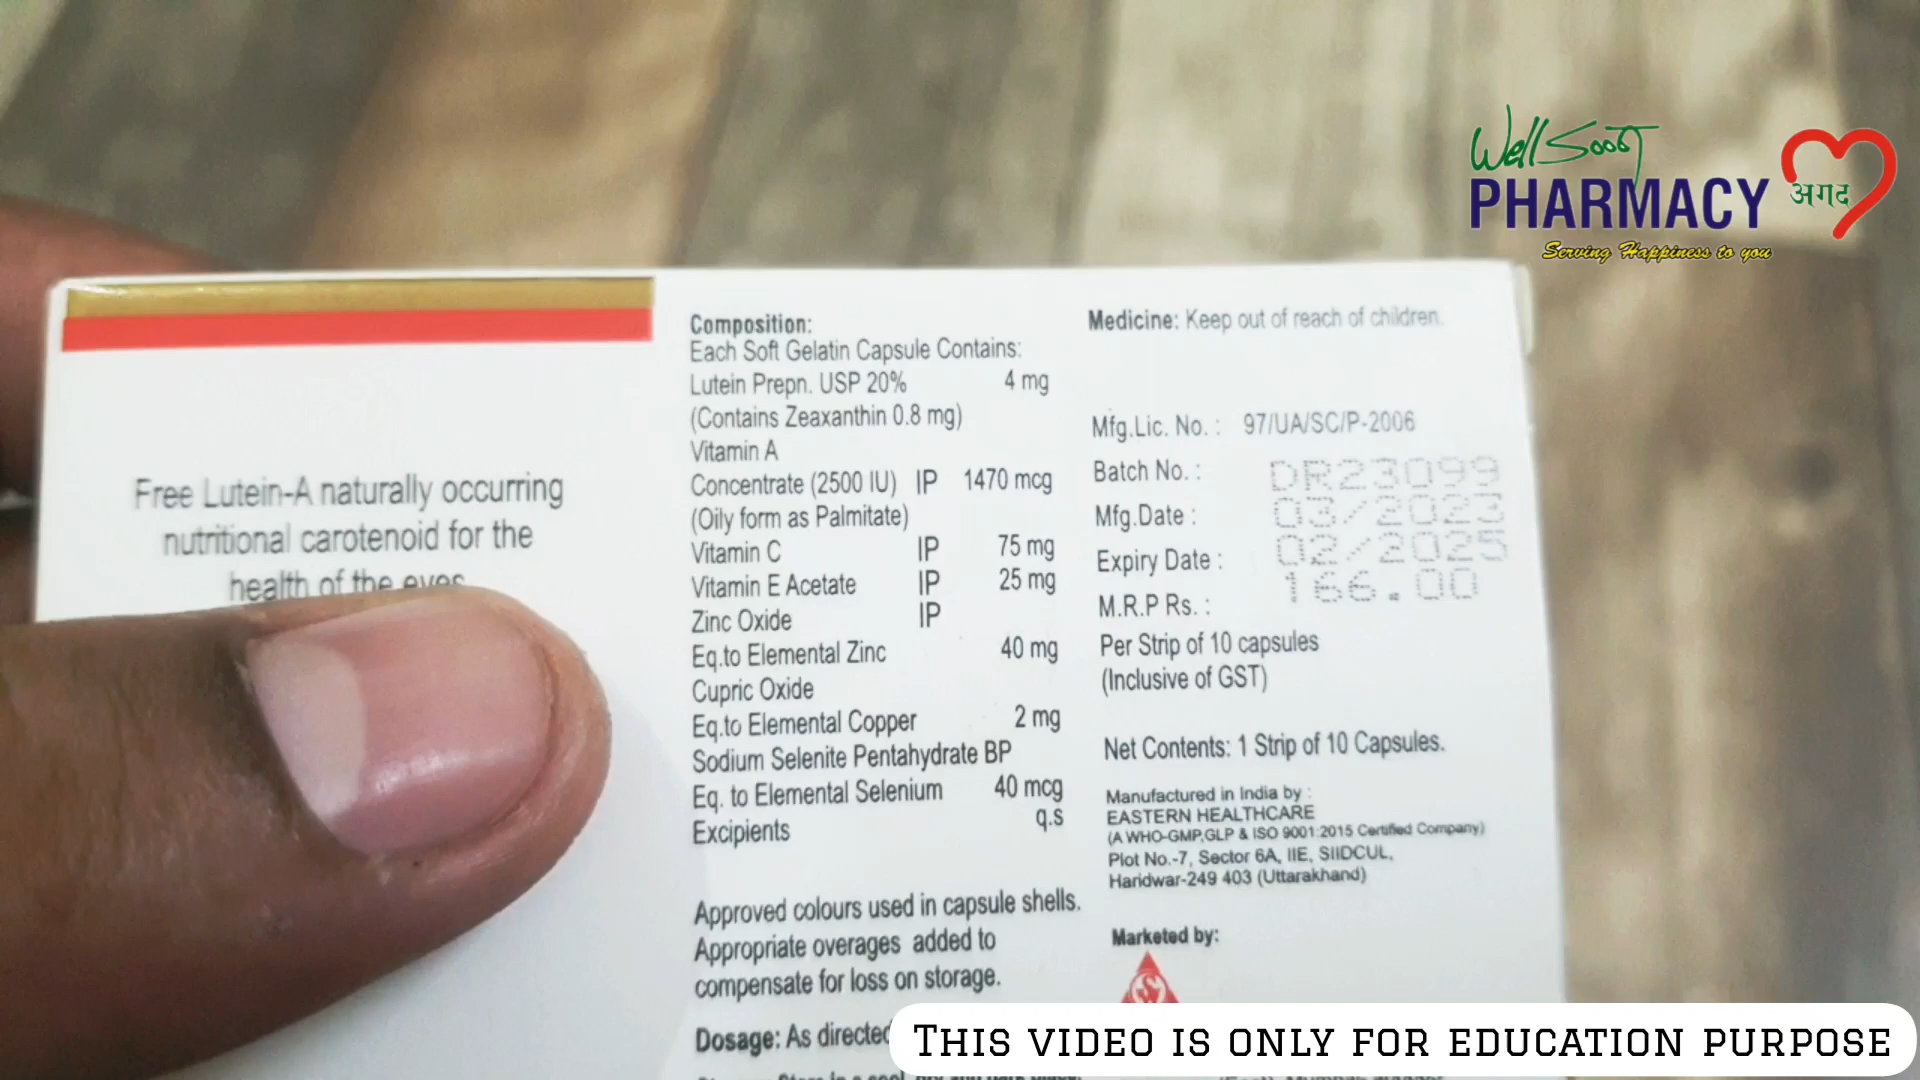 Well Soon
PHARMACY
अगद
Serving Happiness to you
Free Lutein-A naturally occurring
nutritional carotenoid for the
health of the eyes
Composition:
Each Soft Gelatin Capsule Contains:
Lutein Prepn. USP 20% 4 mg
(Contains Zeaxanthin 0.8 mg)
Vitamin A
Concentrate (2500 IU) IP 1470 mcg
(Oily form as Palmitate)
Vitamin C IP 75 mg
Vitamin E Acetate IP 25 mg
Zinc Oxide IP
Eq.to Elemental Zinc 40 mg
Cupric Oxide
Eq.to Elemental Copper 2 mg
Sodium Selenite Pentahydrate BP
Eq. to Elemental Selenium 40 mcg
Excipients q.s
Approved colours used in capsule shells.
Appropriate overages added to
compensate for loss on storage.
Dosage: As directed
Medicine: Keep out of reach of children.
Mfg.Lic. No. : 97/UA/SC/P-2006
Batch No. : DR23099
Mfg.Date : 03/2023
Expiry Date : 02/2025
M.R.P Rs. : 166.00
Per Strip of 10 capsules
(Inclusive of GST)
Net Contents: 1 Strip of 10 Capsules.
Manufactured in India by :
EASTERN HEALTHCARE
(A WHO-GMP,GLP & ISO 9001:2015 Certified Company)
Plot No.-7, Sector 6A, IIE, SIIDCUL,
Haridwar-249 403 (Uttarakhand)
Marketed by:
THIS VIDEO IS ONLY FOR EDUCATION PURPOSE